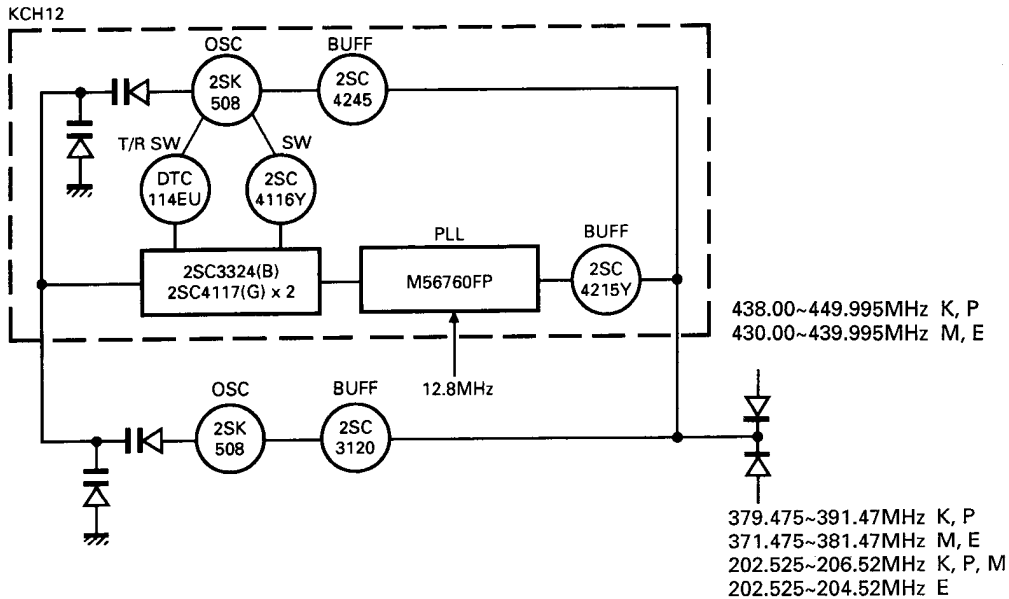 KCH12
OSC
BUFF
2SK
508
2SC
4245
T/R SW
SW
DTC
114EU
2SC
4116Y
PLL
BUFF
2SC3324(B)
2SC4117(G) x 2
M56760FP
2SC
4215Y
438.00~449.995MHz K, P
430.00~439.995MHz M, E
12.8MHz
OSC
BUFF
2SK
508
2SC
3120
379.475~391.47MHz K, P
371.475~381.47MHz M, E
202.525~206.52MHz K, P, M
202.525~204.52MHz E